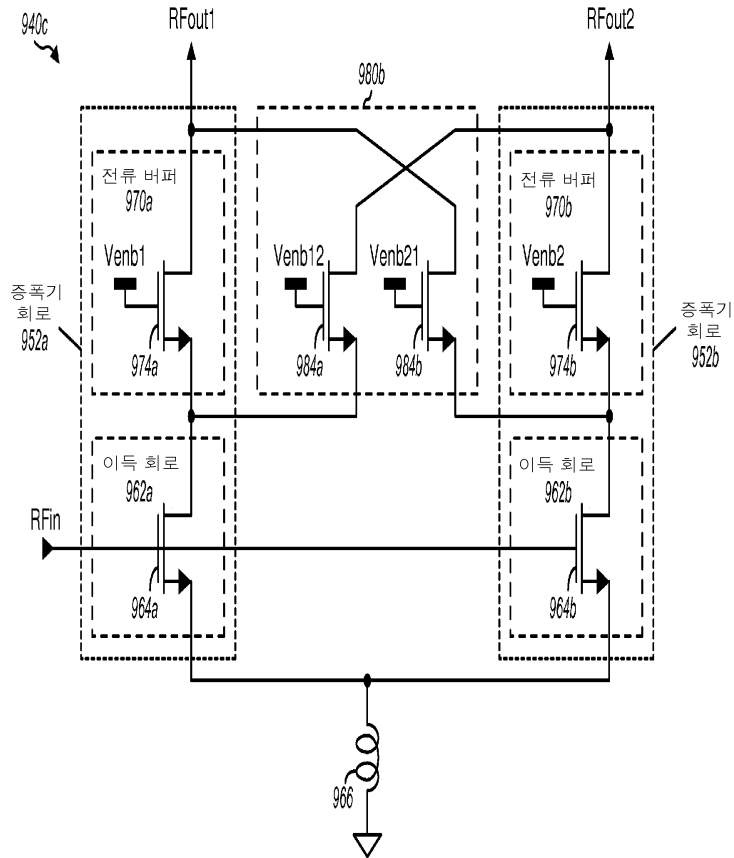 940c
RFout1
RFout2
980b
전류 버퍼
970a
전류 버퍼
970b
Venb1
Venb12
Venb21
Venb2
증폭기
회로
952a
974a
984a
984b
974b
증폭기
회로
952b
이득 회로
962a
이득 회로
962b
RFin
964a
964b
966